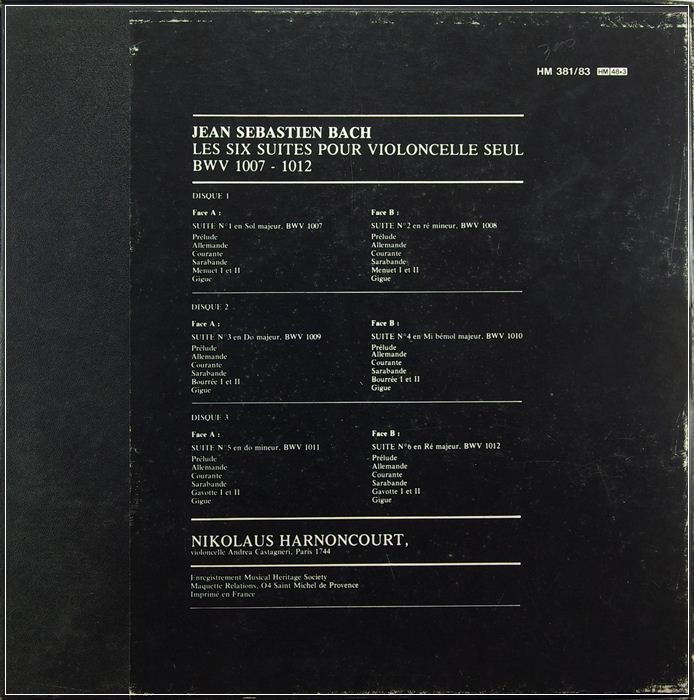 HM 381/83 HM 48•3
JEAN SEBASTIEN BACH
LES SIX SUITES POUR VIOLONCELLE SEUL
BWV 1007 - 1012
DISQUE 1
Face A :
SUITE N°1 en Sol majeur, BWV 1007
Prélude
Allemande
Courante
Sarabande
Menuet I et II
Gigue
Face B :
SUITE N°2 en ré mineur, BWV 1008
Prélude
Allemande
Courante
Sarabande
Menuet I et II
Gigue
DISQUE 2
Face A :
SUITE N°3 en Do majeur, BWV 1009
Prélude
Allemande
Courante
Sarabande
Bourrée I et II
Gigue
Face B :
SUITE N°4 en Mi bémol majeur, BWV 1010
Prélude
Allemande
Courante
Sarabande
Bourrée I et II
Gigue
DISQUE 3
Face A :
SUITE N°5 en do mineur, BWV 1011
Prélude
Allemande
Courante
Sarabande
Gavotte I et II
Gigue
Face B :
SUITE N°6 en Ré majeur, BWV 1012
Prélude
Allemande
Courante
Sarabande
Gavotte I et II
Gigue
NIKOLAUS HARNONCOURT,
violoncelle Andrea Castagneri, Paris 1744
Enregistrement Musical Heritage Society
Maquette Relations, O4 Saint Michel de Provence
Imprimé en France